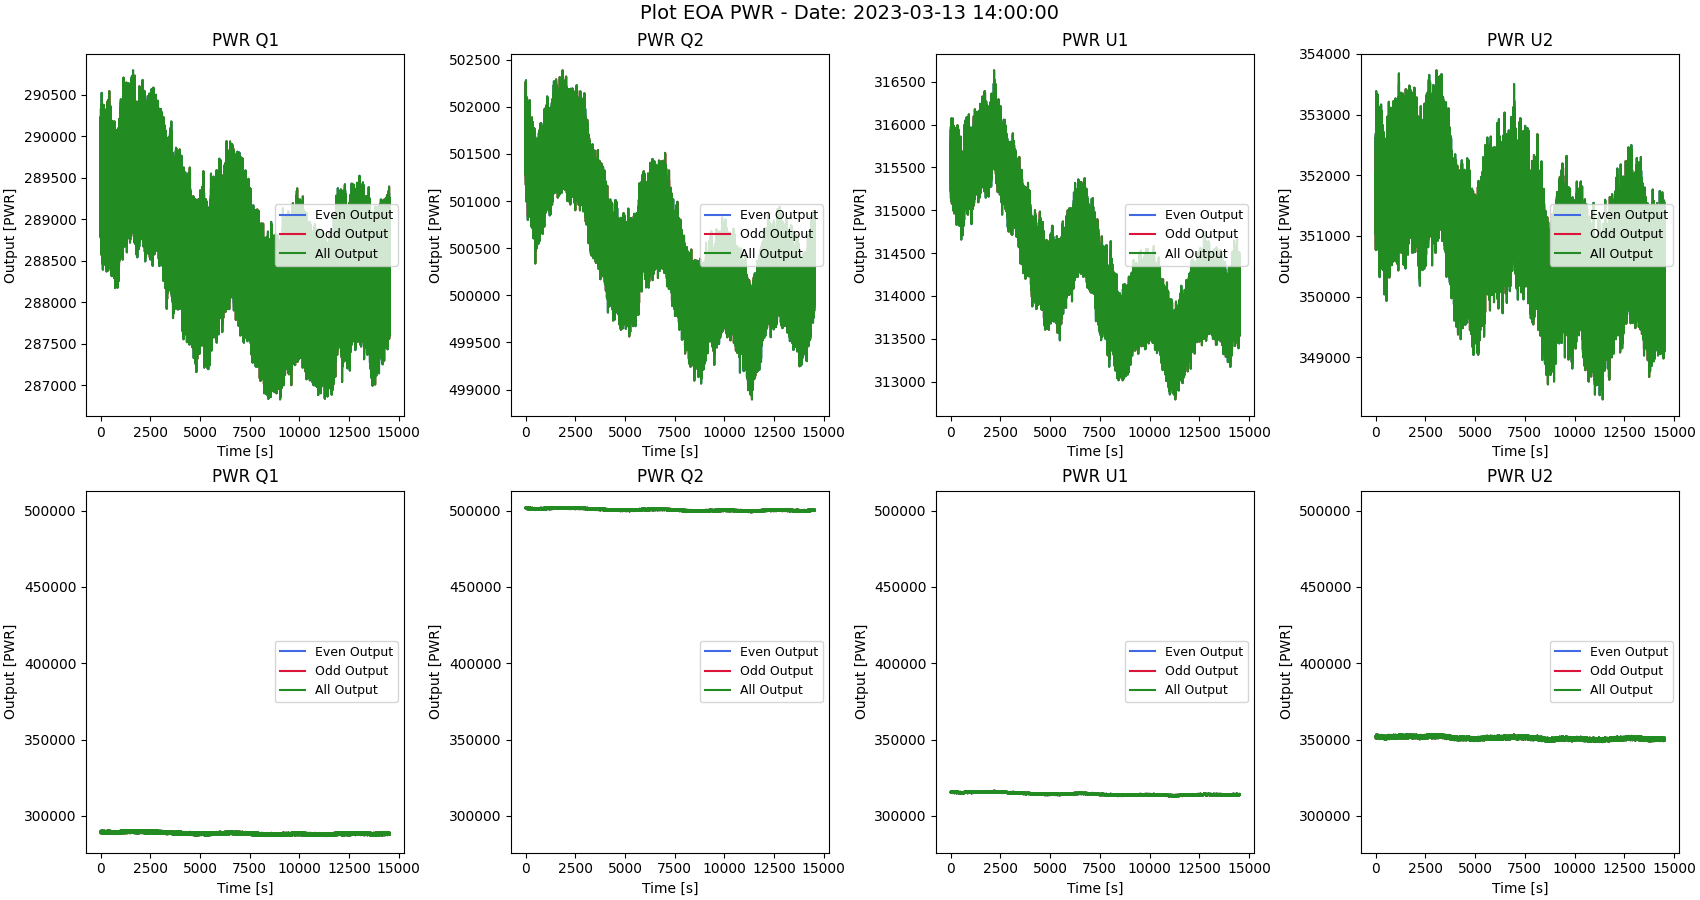 Plot EOA PWR - Date: 2023-03-13 14:00:00
PWR Q1
Output [PWR]
290500
290000
289500
289000
288500
288000
287500
287000
Even Output
Odd Output
All Output
0 2500 5000 7500 10000 12500 15000
Time [s]
PWR Q2
Output [PWR]
502500
502000
501500
501000
500500
500000
499500
499000
Even Output
Odd Output
All Output
0 2500 5000 7500 10000 12500 15000
Time [s]
PWR U1
Output [PWR]
316500
316000
315500
315000
314500
314000
313500
313000
Even Output
Odd Output
All Output
0 2500 5000 7500 10000 12500 15000
Time [s]
PWR U2
Output [PWR]
354000
353000
352000
351000
350000
349000
Even Output
Odd Output
All Output
0 2500 5000 7500 10000 12500 15000
Time [s]
PWR Q1
Output [PWR]
500000
450000
400000
350000
300000
Even Output
Odd Output
All Output
0 2500 5000 7500 10000 12500 15000
Time [s]
PWR Q2
Output [PWR]
500000
450000
400000
350000
300000
Even Output
Odd Output
All Output
0 2500 5000 7500 10000 12500 15000
Time [s]
PWR U1
Output [PWR]
500000
450000
400000
350000
300000
Even Output
Odd Output
All Output
0 2500 5000 7500 10000 12500 15000
Time [s]
PWR U2
Output [PWR]
500000
450000
400000
350000
300000
Even Output
Odd Output
All Output
0 2500 5000 7500 10000 12500 15000
Time [s]